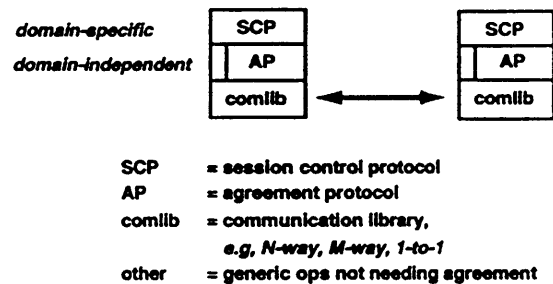 domain-specific SCP SCP
domain-independent AP AP
comlib comlib
SCP = session control protocol
AP = agreement protocol
comlib = communication library,
e.g, N-way, M-way, 1-to-1
other = generic ops not needing agreement